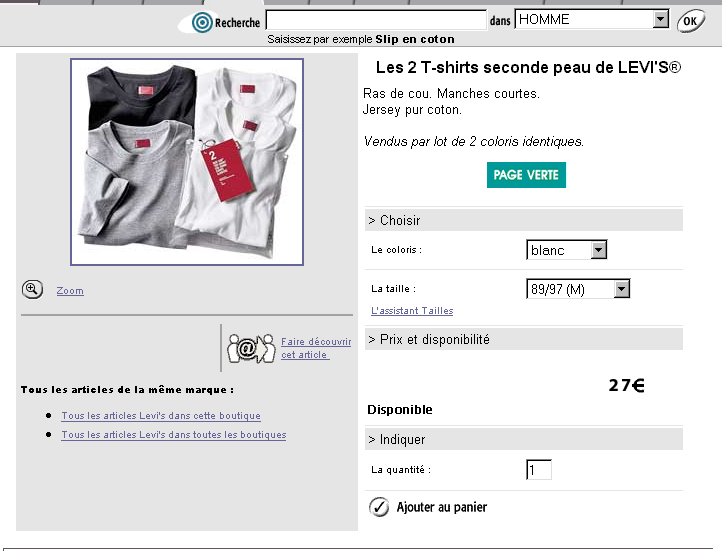 Recherche
dans
HOMME
OK
Saisissez par exemple Slip en coton
Les 2 T-shirts seconde peau de LEVI'S®
Ras de cou. Manches courtes.
Jersey pur coton.
Vendus par lot de 2 coloris identiques.
PAGE VERTE
> Choisir
Le coloris :
blanc
La taille :
89/97 (M)
L'assistant Tailles
> Prix et disponibilité
27€
Disponible
> Indiquer
La quantité :
1
Ajouter au panier
2
Zoom
@
Faire découvrir
cet article
Tous les articles de la même marque :
Tous les articles Levi's dans cette boutique
Tous les articles Levi's dans toutes les boutiques